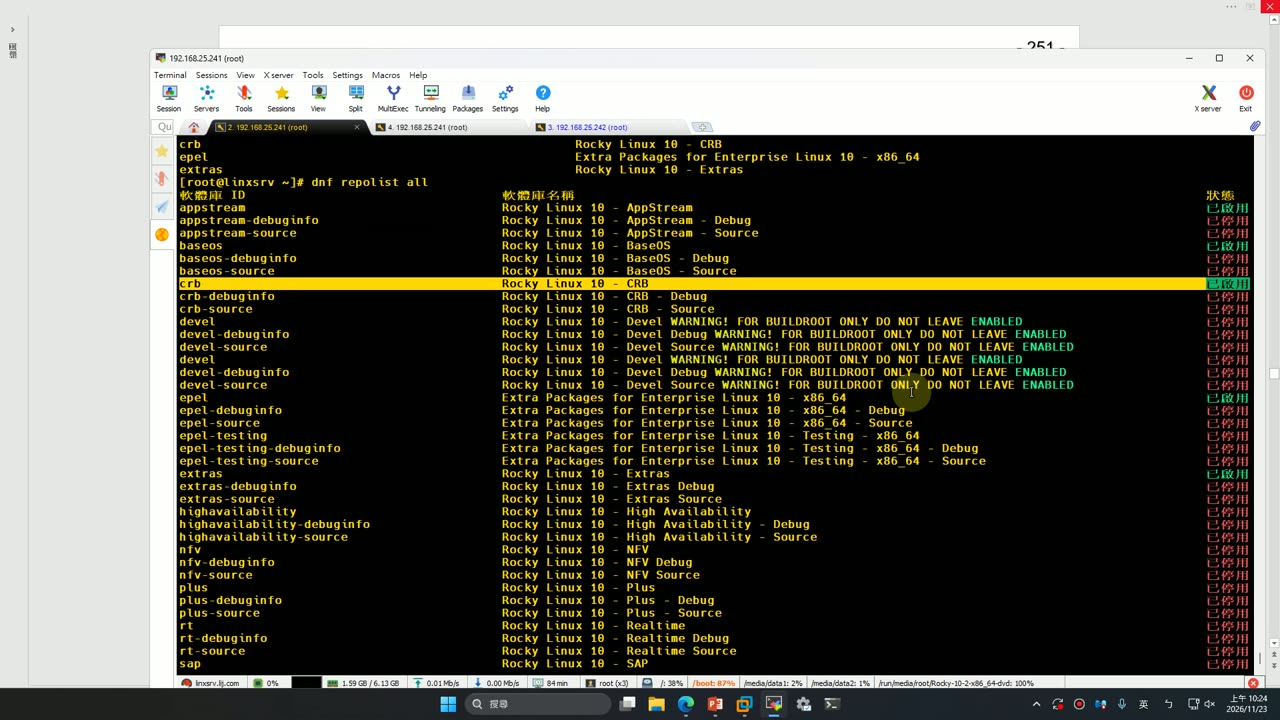 - 251 -
192.168.25.241 (root)
Terminal Sessions View X server Tools Settings Macros Help
Session Servers Tools Sessions View Split MultiExec Tunneling Packages Settings Help X server Exit
Qu 2. 192.168.25.241 (root) 4. 192.168.25.241 (root) 3. 192.168.25.242 (root)
crb Rocky Linux 10 - CRB
epel Extra Packages for Enterprise Linux 10 - x86_64
extras Rocky Linux 10 - Extras
[root@linxsrv ~]# dnf repolist all
軟體庫 ID 軟體庫名稱 狀態
appstream Rocky Linux 10 - AppStream 已啟用
appstream-debuginfo Rocky Linux 10 - AppStream - Debug 已停用
appstream-source Rocky Linux 10 - AppStream - Source 已停用
baseos Rocky Linux 10 - BaseOS 已啟用
baseos-debuginfo Rocky Linux 10 - BaseOS - Debug 已停用
baseos-source Rocky Linux 10 - BaseOS - Source 已停用
crb Rocky Linux 10 - CRB 已啟用
crb-debuginfo Rocky Linux 10 - CRB - Debug 已停用
crb-source Rocky Linux 10 - CRB - Source 已停用
devel Rocky Linux 10 - Devel WARNING! FOR BUILDROOT ONLY DO NOT LEAVE ENABLED 已停用
devel-debuginfo Rocky Linux 10 - Devel Debug WARNING! FOR BUILDROOT ONLY DO NOT LEAVE ENABLED 已停用
devel-source Rocky Linux 10 - Devel Source WARNING! FOR BUILDROOT ONLY DO NOT LEAVE ENABLED 已停用
devel Rocky Linux 10 - Devel WARNING! FOR BUILDROOT ONLY DO NOT LEAVE ENABLED 已停用
devel-debuginfo Rocky Linux 10 - Devel Debug WARNING! FOR BUILDROOT ONLY DO NOT LEAVE ENABLED 已停用
devel-source Rocky Linux 10 - Devel Source WARNING! FOR BUILDROOT ONLY DO NOT LEAVE ENABLED 已停用
epel Extra Packages for Enterprise Linux 10 - x86_64 已啟用
epel-debuginfo Extra Packages for Enterprise Linux 10 - x86_64 - Debug 已停用
epel-source Extra Packages for Enterprise Linux 10 - x86_64 - Source 已停用
epel-testing Extra Packages for Enterprise Linux 10 - Testing - x86_64 已停用
epel-testing-debuginfo Extra Packages for Enterprise Linux 10 - Testing - x86_64 - Debug 已停用
epel-testing-source Extra Packages for Enterprise Linux 10 - Testing - x86_64 - Source 已停用
extras Rocky Linux 10 - Extras 已啟用
extras-debuginfo Rocky Linux 10 - Extras Debug 已停用
extras-source Rocky Linux 10 - Extras Source 已停用
highavailability Rocky Linux 10 - High Availability 已停用
highavailability-debuginfo Rocky Linux 10 - High Availability - Debug 已停用
highavailability-source Rocky Linux 10 - High Availability - Source 已停用
nfv Rocky Linux 10 - NFV 已停用
nfv-debuginfo Rocky Linux 10 - NFV Debug 已停用
nfv-source Rocky Linux 10 - NFV Source 已停用
plus Rocky Linux 10 - Plus 已停用
plus-debuginfo Rocky Linux 10 - Plus - Debug 已停用
plus-source Rocky Linux 10 - Plus - Source 已停用
rt Rocky Linux 10 - Realtime 已停用
rt-debuginfo Rocky Linux 10 - Realtime Debug 已停用
rt-source Rocky Linux 10 - Realtime Source 已停用
sap Rocky Linux 10 - SAP 已停用
linxsrv.lij.com 0% 1.59 GB / 6.13 GB 0.01 Mb/s 0.00 Mb/s 84 min root (x3) /: 38% /boot: 87% /media/data1: 2% /media/data2: 1% /run/media/root/Rocky-10-2-x86_64-dvd: 100%
搜尋 英 上午 10:24
2026/11/23